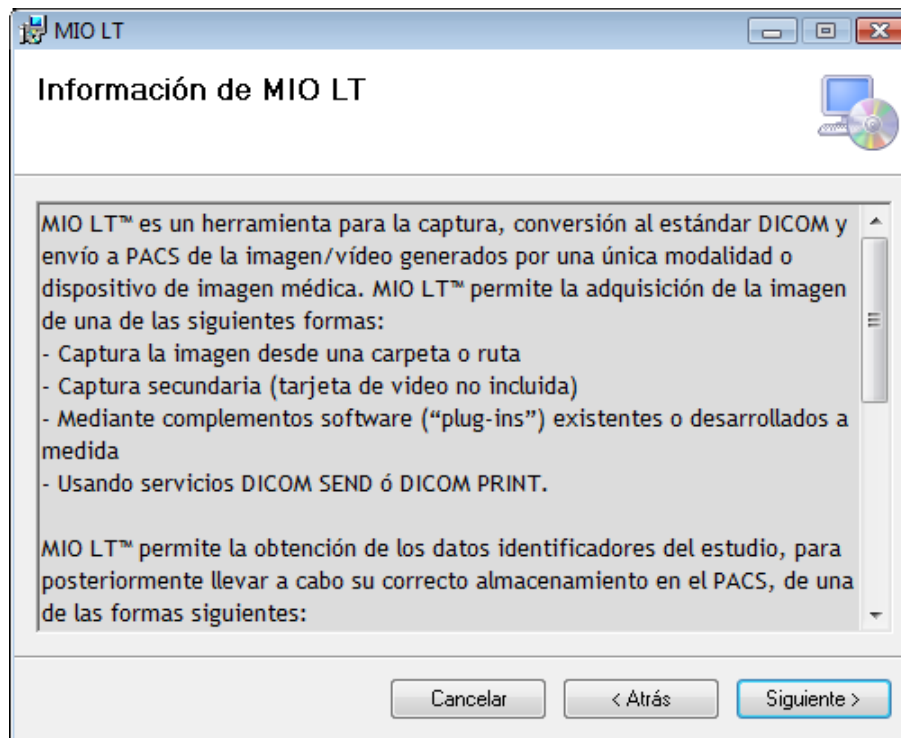 MIO LT
Información de MIO LT
MIO LT™ es un herramienta para la captura, conversión al estándar DICOM y
envío a PACS de la imagen/vídeo generados por una única modalidad o
dispositivo de imagen médica. MIO LT™ permite la adquisición de la imagen
de una de las siguientes formas:
- Captura la imagen desde una carpeta o ruta
- Captura secundaria (tarjeta de video no incluida)
- Mediante complementos software (“plug-ins”) existentes o desarrollados a
medida
- Usando servicios DICOM SEND ó DICOM PRINT.
MIO LT™ permite la obtención de los datos identificadores del estudio, para
posteriormente llevar a cabo su correcto almacenamiento en el PACS, de una
de las formas siguientes:
Cancelar
< Atrás
Siguiente >